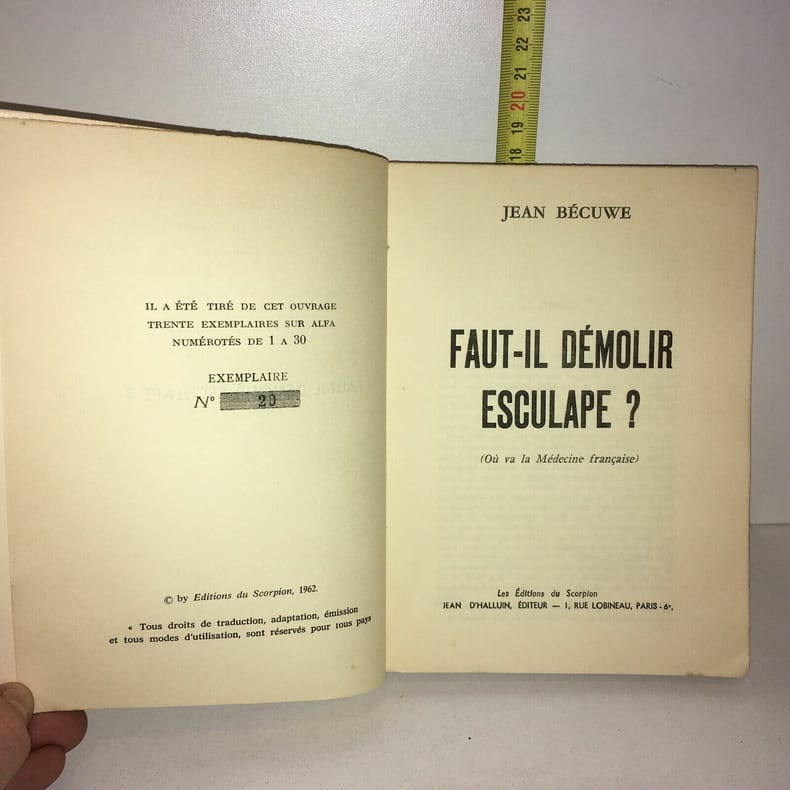 IL A ÉTÉ TIRÉ DE CET OUVRAGE
TRENTE EXEMPLAIRES SUR ALFA
NUMÉROTÉS DE 1 A 30
EXEMPLAIRE
N° 20
© by Editions du Scorpion, 1962.
« Tous droits de traduction, adaptation, émission
et tous modes d'utilisation, sont réservés pour tous pays
18 19 20 21 22 23
JEAN BÉCUWE
FAUT-IL DÉMOLIR
ESCULAPE ?
(Où va la Médecine française)
Les Éditions du Scorpion
JEAN D'HALLUIN, ÉDITEUR — 1, RUE LOBINEAU, PARIS - 6e,